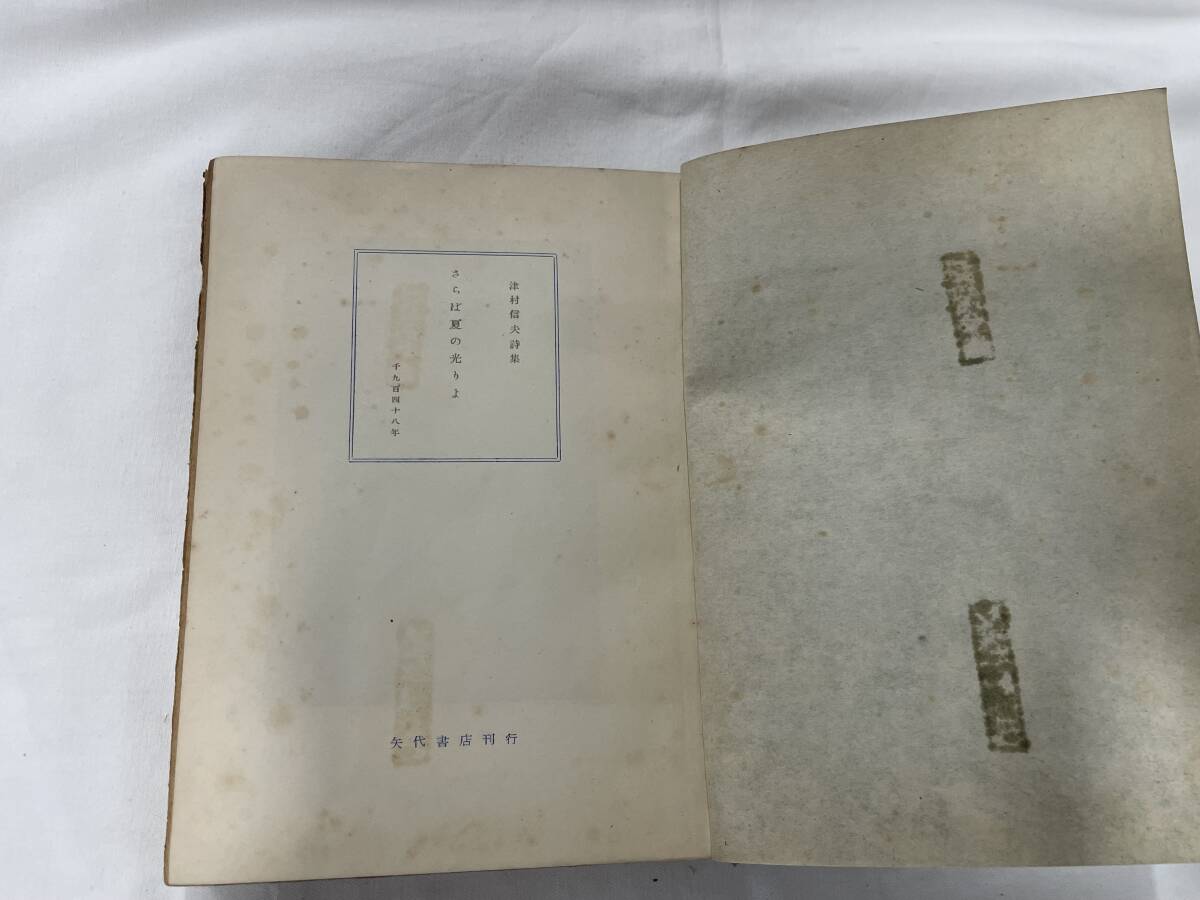 津村信夫詩集
さらば夏の光りよ
千九百四十八年
矢代書店刊行